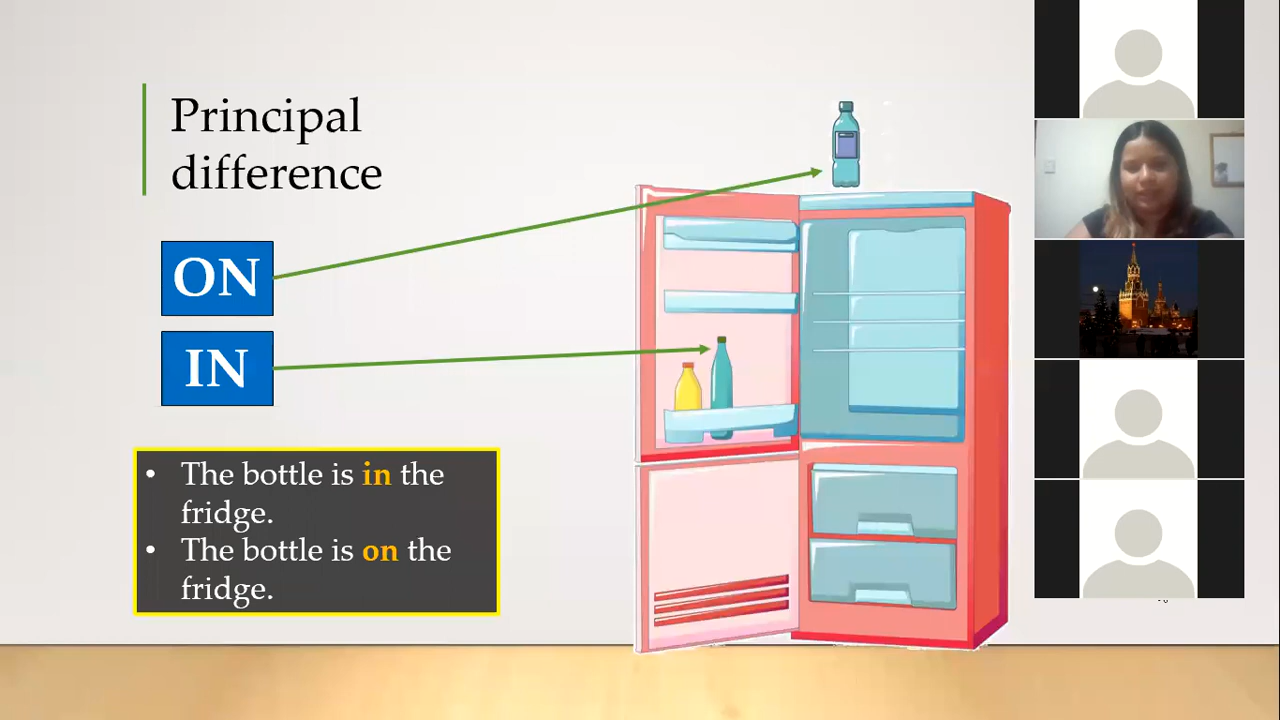 Principal
difference
ON
IN
• The bottle is in the
fridge.
• The bottle is on the
fridge.